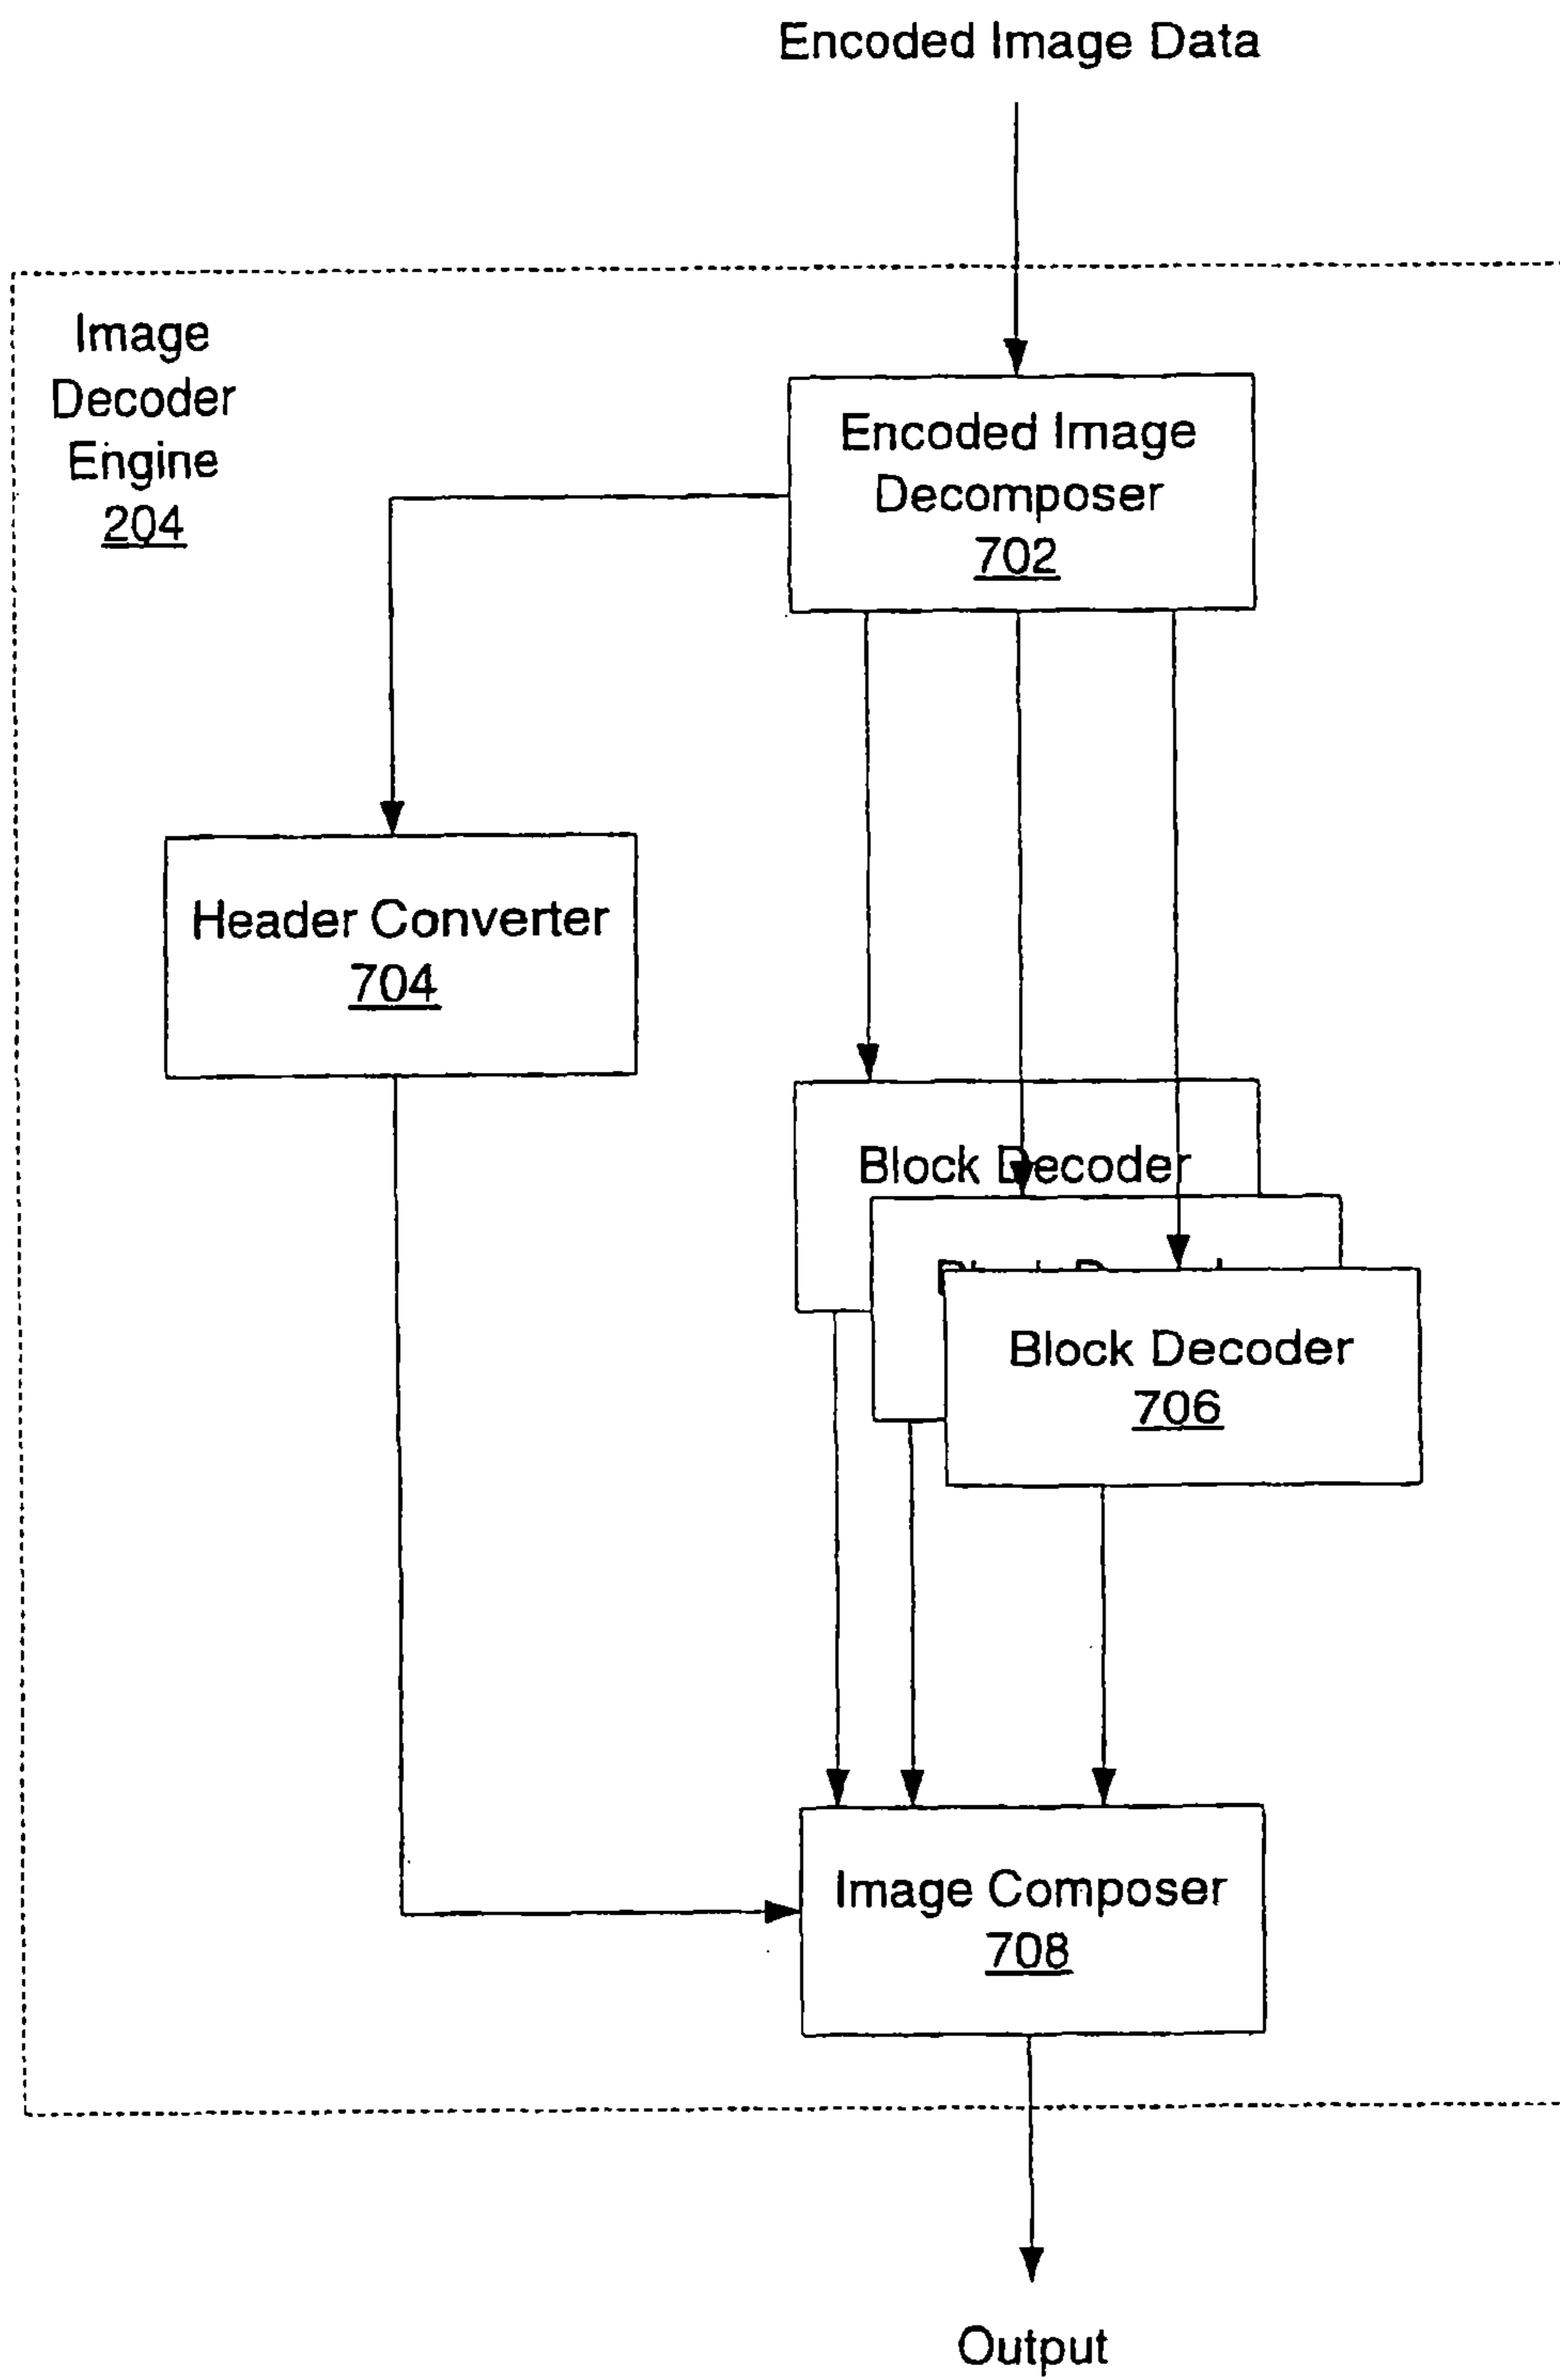 Encoded Image Data
Image
Decoder
Engine
204
Encoded Image
Decomposer
702
Header Converter
704
Block Decoder
Block Decoder
706
Image Composer
708
Output